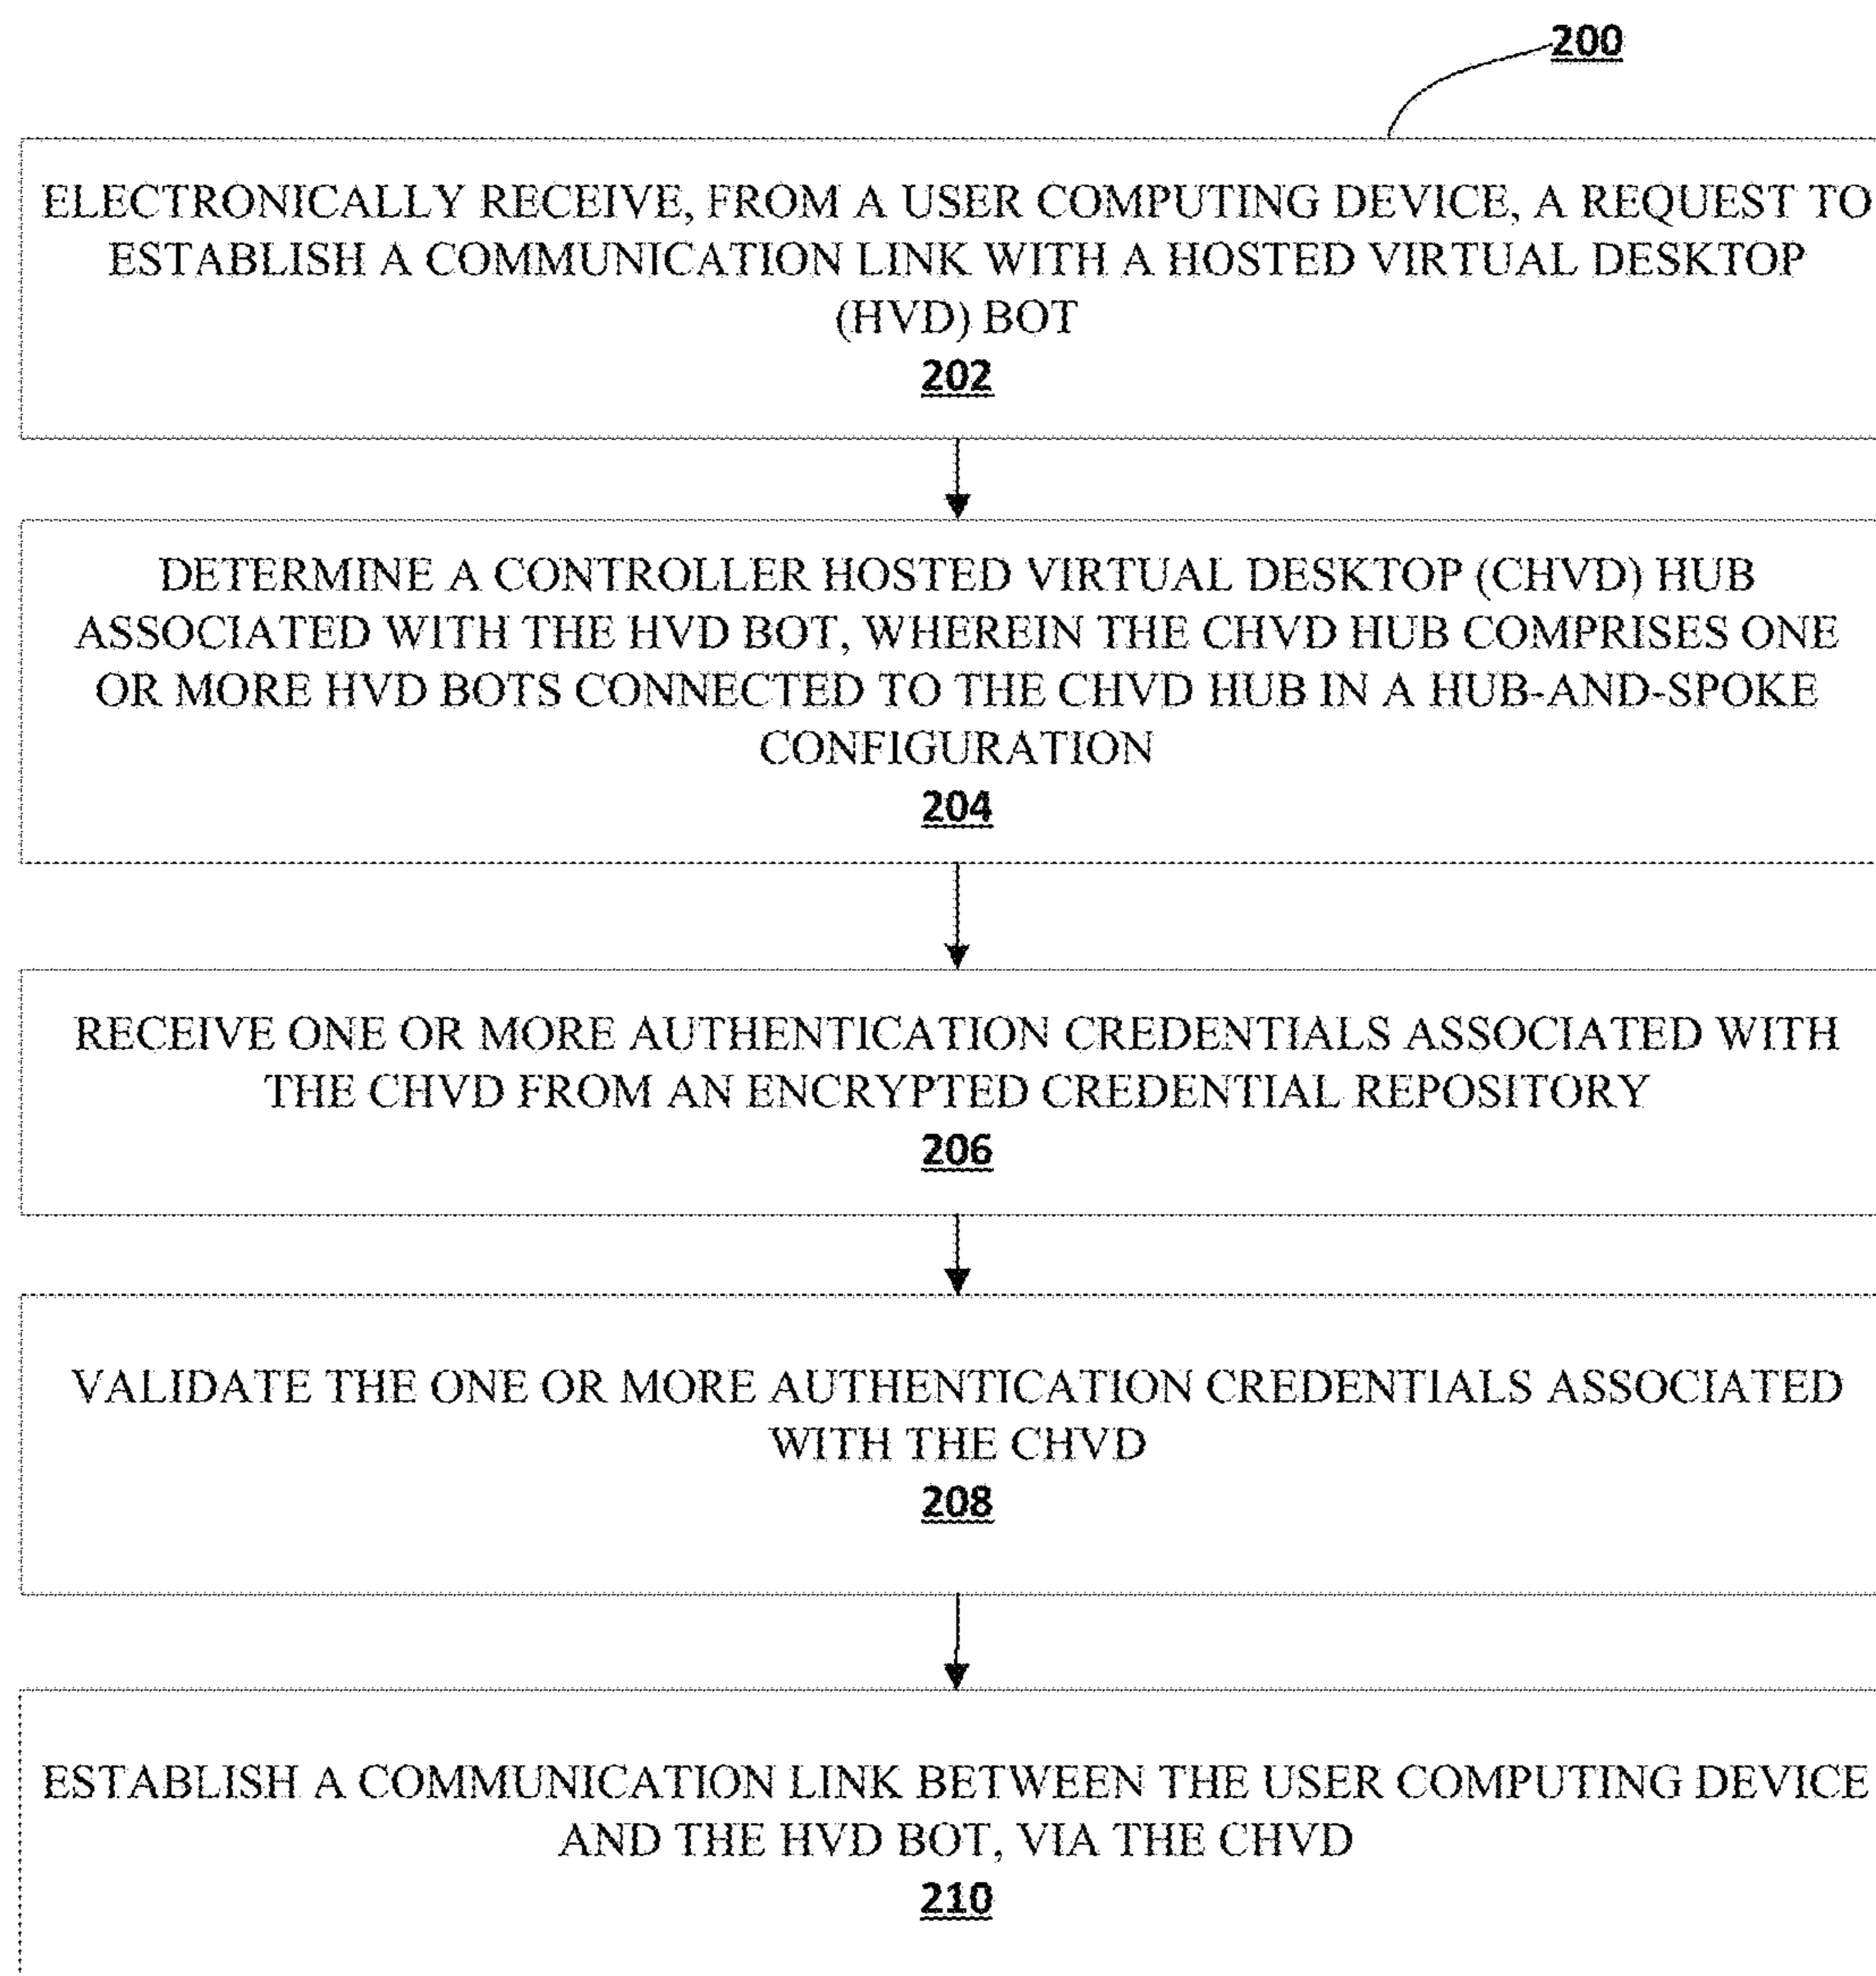 200
ELECTRONICALLY RECEIVE, FROM A USER COMPUTING DEVICE, A REQUEST TO
ESTABLISH A COMMUNICATION LINK WITH A HOSTED VIRTUAL DESKTOP
(HVD) BOT
202
DETERMINE A CONTROLLER HOSTED VIRTUAL DESKTOP (CHVD) HUB
ASSOCIATED WITH THE HVD BOT, WHEREIN THE CHVD HUB COMPRISES ONE
OR MORE HVD BOTS CONNECTED TO THE CHVD HUB IN A HUB-AND-SPOKE
CONFIGURATION
204
RECEIVE ONE OR MORE AUTHENTICATION CREDENTIALS ASSOCIATED WITH
THE CHVD FROM AN ENCRYPTED CREDENTIAL REPOSITORY
206
VALIDATE THE ONE OR MORE AUTHENTICATION CREDENTIALS ASSOCIATED
WITH THE CHVD
208
ESTABLISH A COMMUNICATION LINK BETWEEN THE USER COMPUTING DEVICE
AND THE HVD BOT, VIA THE CHVD
210